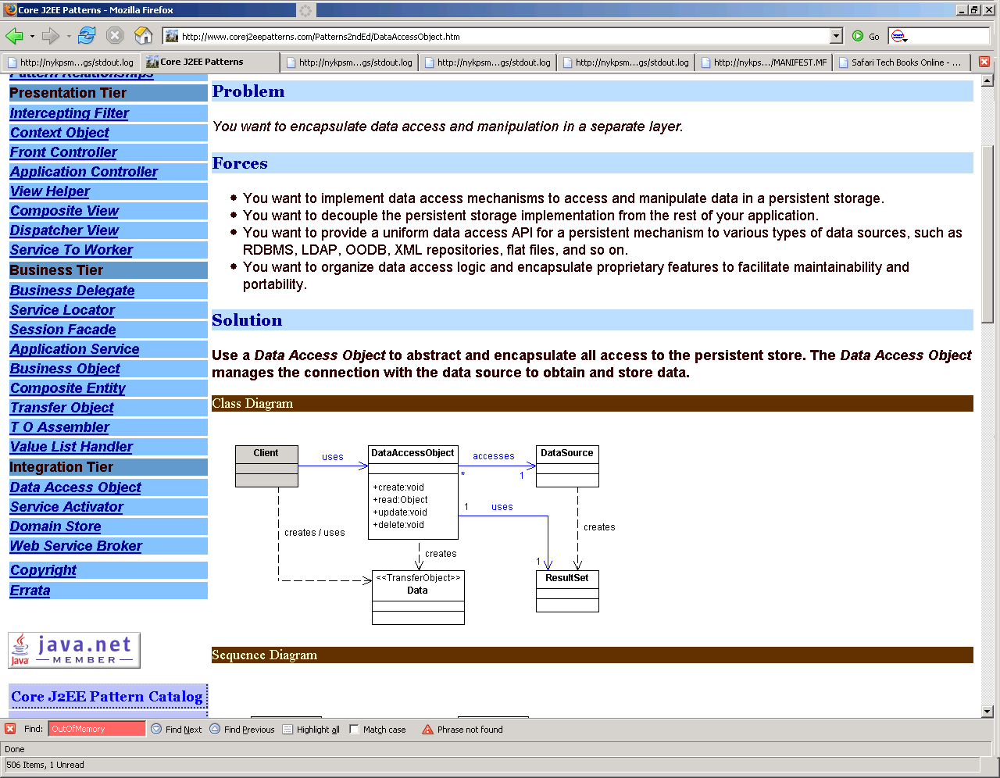 Core J2EE Patterns - Mozilla Firefox
http://www.corej2eepatterns.com/Patterns2ndEd/DataAccessObject.htm
Go
http://nykpsm....gs/stdout.log
Core J2EE Patterns
http://nykpsm....gs/stdout.log
http://nykpsm....gs/stdout.log
http://nykpsm....gs/stdout.log
http://nykps.../MANIFEST.MF
Safari Tech Books Online - ...
Pattern Relationships
Presentation Tier
Intercepting Filter
Context Object
Front Controller
Application Controller
View Helper
Composite View
Dispatcher View
Service To Worker
Business Tier
Business Delegate
Service Locator
Session Facade
Application Service
Business Object
Composite Entity
Transfer Object
T O Assembler
Value List Handler
Integration Tier
Data Access Object
Service Activator
Domain Store
Web Service Broker
Copyright
Errata
java.net
Java
MEMBER
Core J2EE Pattern Catalog
Problem
You want to encapsulate data access and manipulation in a separate layer.
Forces
• You want to implement data access mechanisms to access and manipulate data in a persistent storage.
• You want to decouple the persistent storage implementation from the rest of your application.
• You want to provide a uniform data access API for a persistent mechanism to various types of data sources, such as
RDBMS, LDAP, OODB, XML repositories, flat files, and so on.
• You want to organize data access logic and encapsulate proprietary features to facilitate maintainability and
portability.
Solution
Use a Data Access Object to abstract and encapsulate all access to the persistent store. The Data Access Object
manages the connection with the data source to obtain and store data.
Class Diagram
Client
uses
DataAccessObject
accesses
DataSource
*
1
+create:void
+read:Object
+update:void
+delete:void
1
uses
creates / uses
creates
creates
1
<<TransferObject>>
Data
ResultSet
Sequence Diagram
Find:
OutOfMemory
Find Next
Find Previous
Highlight all
Match case
Phrase not found
Done
506 Items, 1 Unread